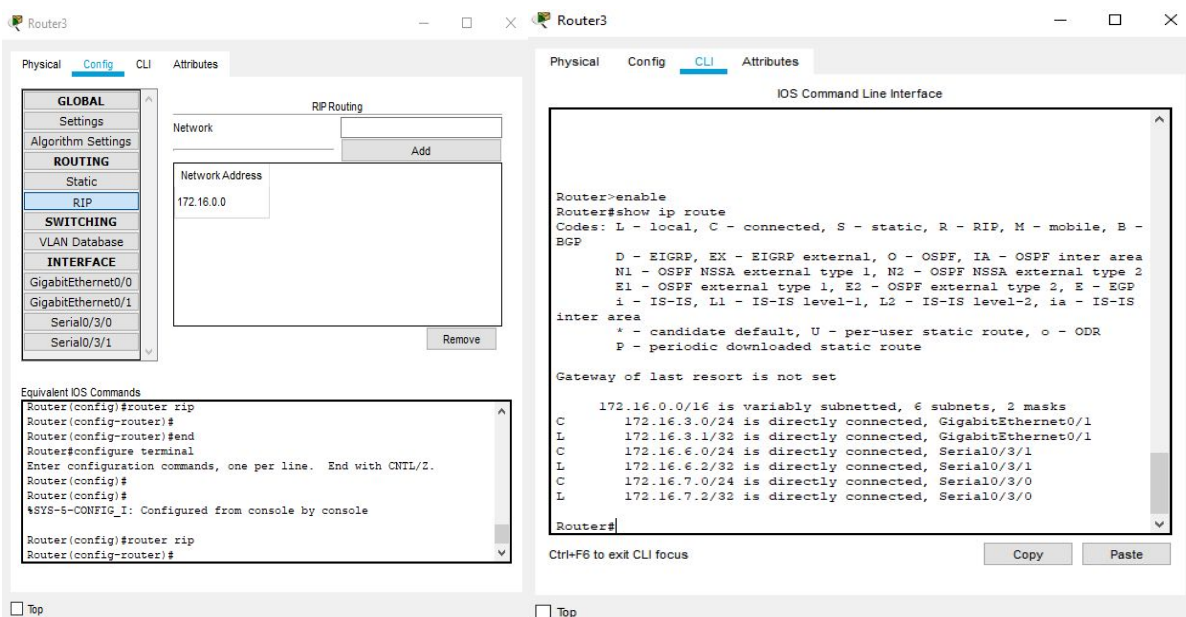 Router3
Physical Config CLI Attributes
GLOBAL
Settings
Algorithm Settings
ROUTING
Static
RIP
SWITCHING
VLAN Database
INTERFACE
GigabitEthernet0/0
GigabitEthernet0/1
Serial0/3/0
Serial0/3/1
RIP Routing
Network
Add
Network Address
172.16.0.0
Remove
Equivalent IOS Commands
Router(config)#router rip
Router(config-router)#
Router(config-router)#end
Router#configure terminal
Enter configuration commands, one per line. End with CNTL/Z.
Router(config)#
Router(config)#
%SYS-5-CONFIG_I: Configured from console by console
Router(config)#router rip
Router(config-router)#
Top
Router3
Physical Config CLI Attributes
IOS Command Line Interface
Router>enable
Router#show ip route
Codes: L - local, C - connected, S - static, R - RIP, M - mobile, B -
BGP
D - EIGRP, EX - EIGRP external, O - OSPF, IA - OSPF inter area
N1 - OSPF NSSA external type 1, N2 - OSPF NSSA external type 2
E1 - OSPF external type 1, E2 - OSPF external type 2, E - EGP
i - IS-IS, L1 - IS-IS level-1, L2 - IS-IS level-2, ia - IS-IS
inter area
* - candidate default, U - per-user static route, o - ODR
P - periodic downloaded static route
Gateway of last resort is not set
172.16.0.0/16 is variably subnetted, 6 subnets, 2 masks
C 172.16.3.0/24 is directly connected, GigabitEthernet0/1
L 172.16.3.1/32 is directly connected, GigabitEthernet0/1
C 172.16.6.0/24 is directly connected, Serial0/3/1
L 172.16.6.2/32 is directly connected, Serial0/3/1
C 172.16.7.0/24 is directly connected, Serial0/3/0
L 172.16.7.2/32 is directly connected, Serial0/3/0
Router#
Ctrl+F6 to exit CLI focus
Copy Paste
Top